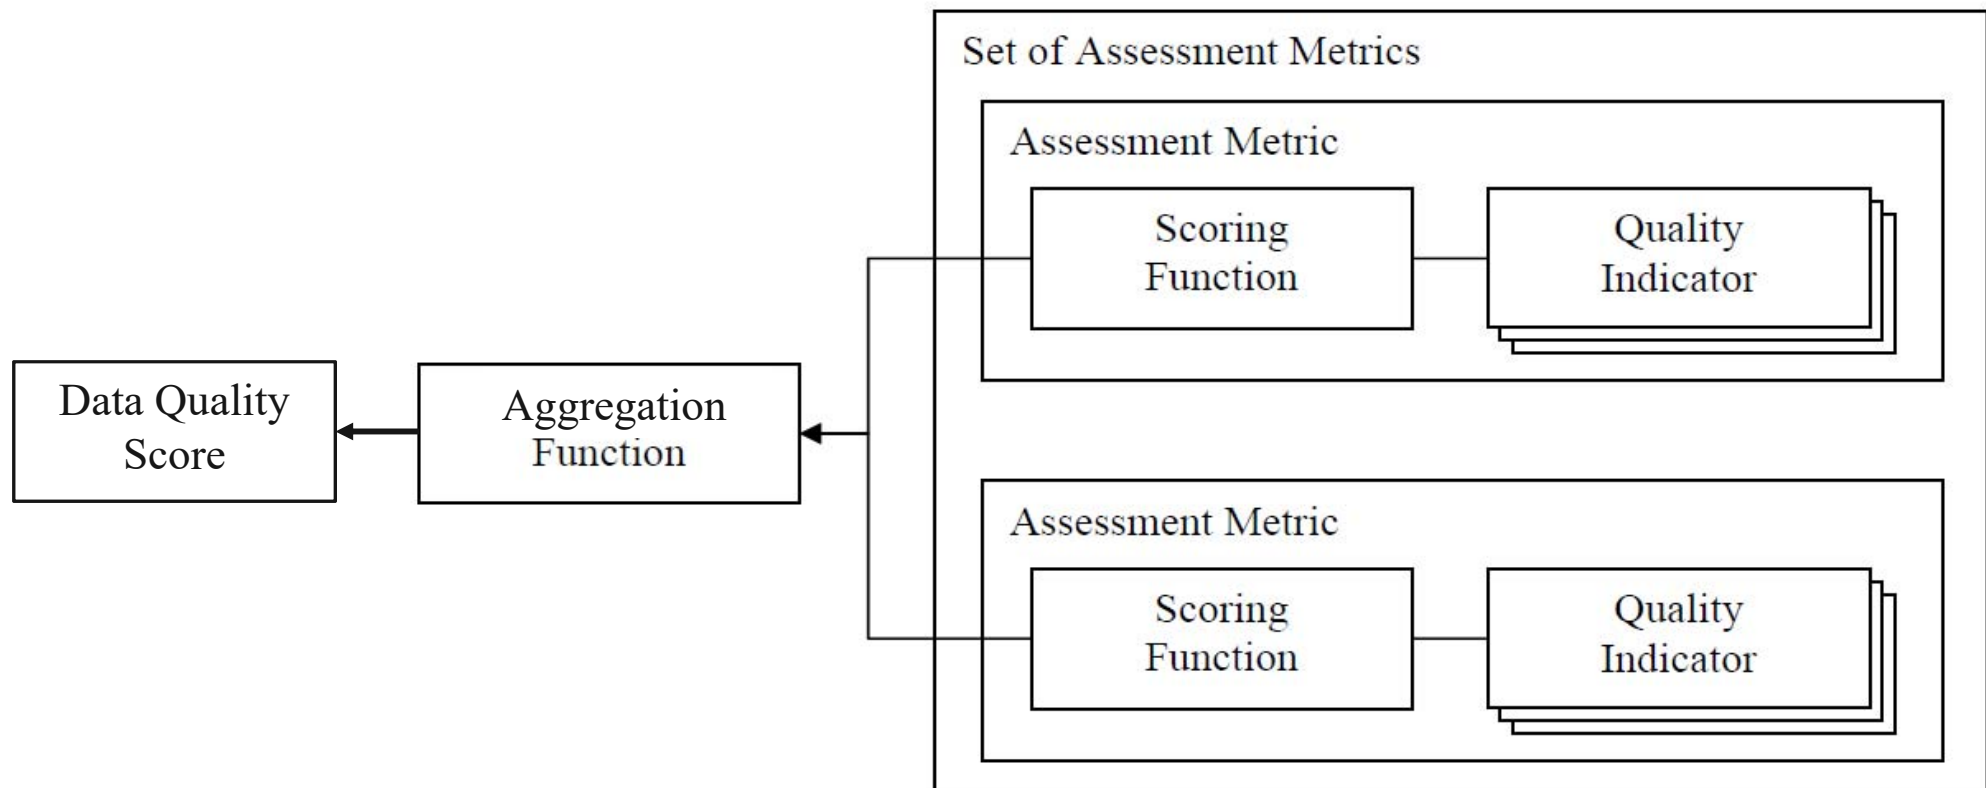 Set of Assessment Metrics
Assessment Metric
Scoring
Function
Quality
Indicator
Data Quality
Score
Aggregation
Function
Assessment Metric
Scoring
Function
Quality
Indicator